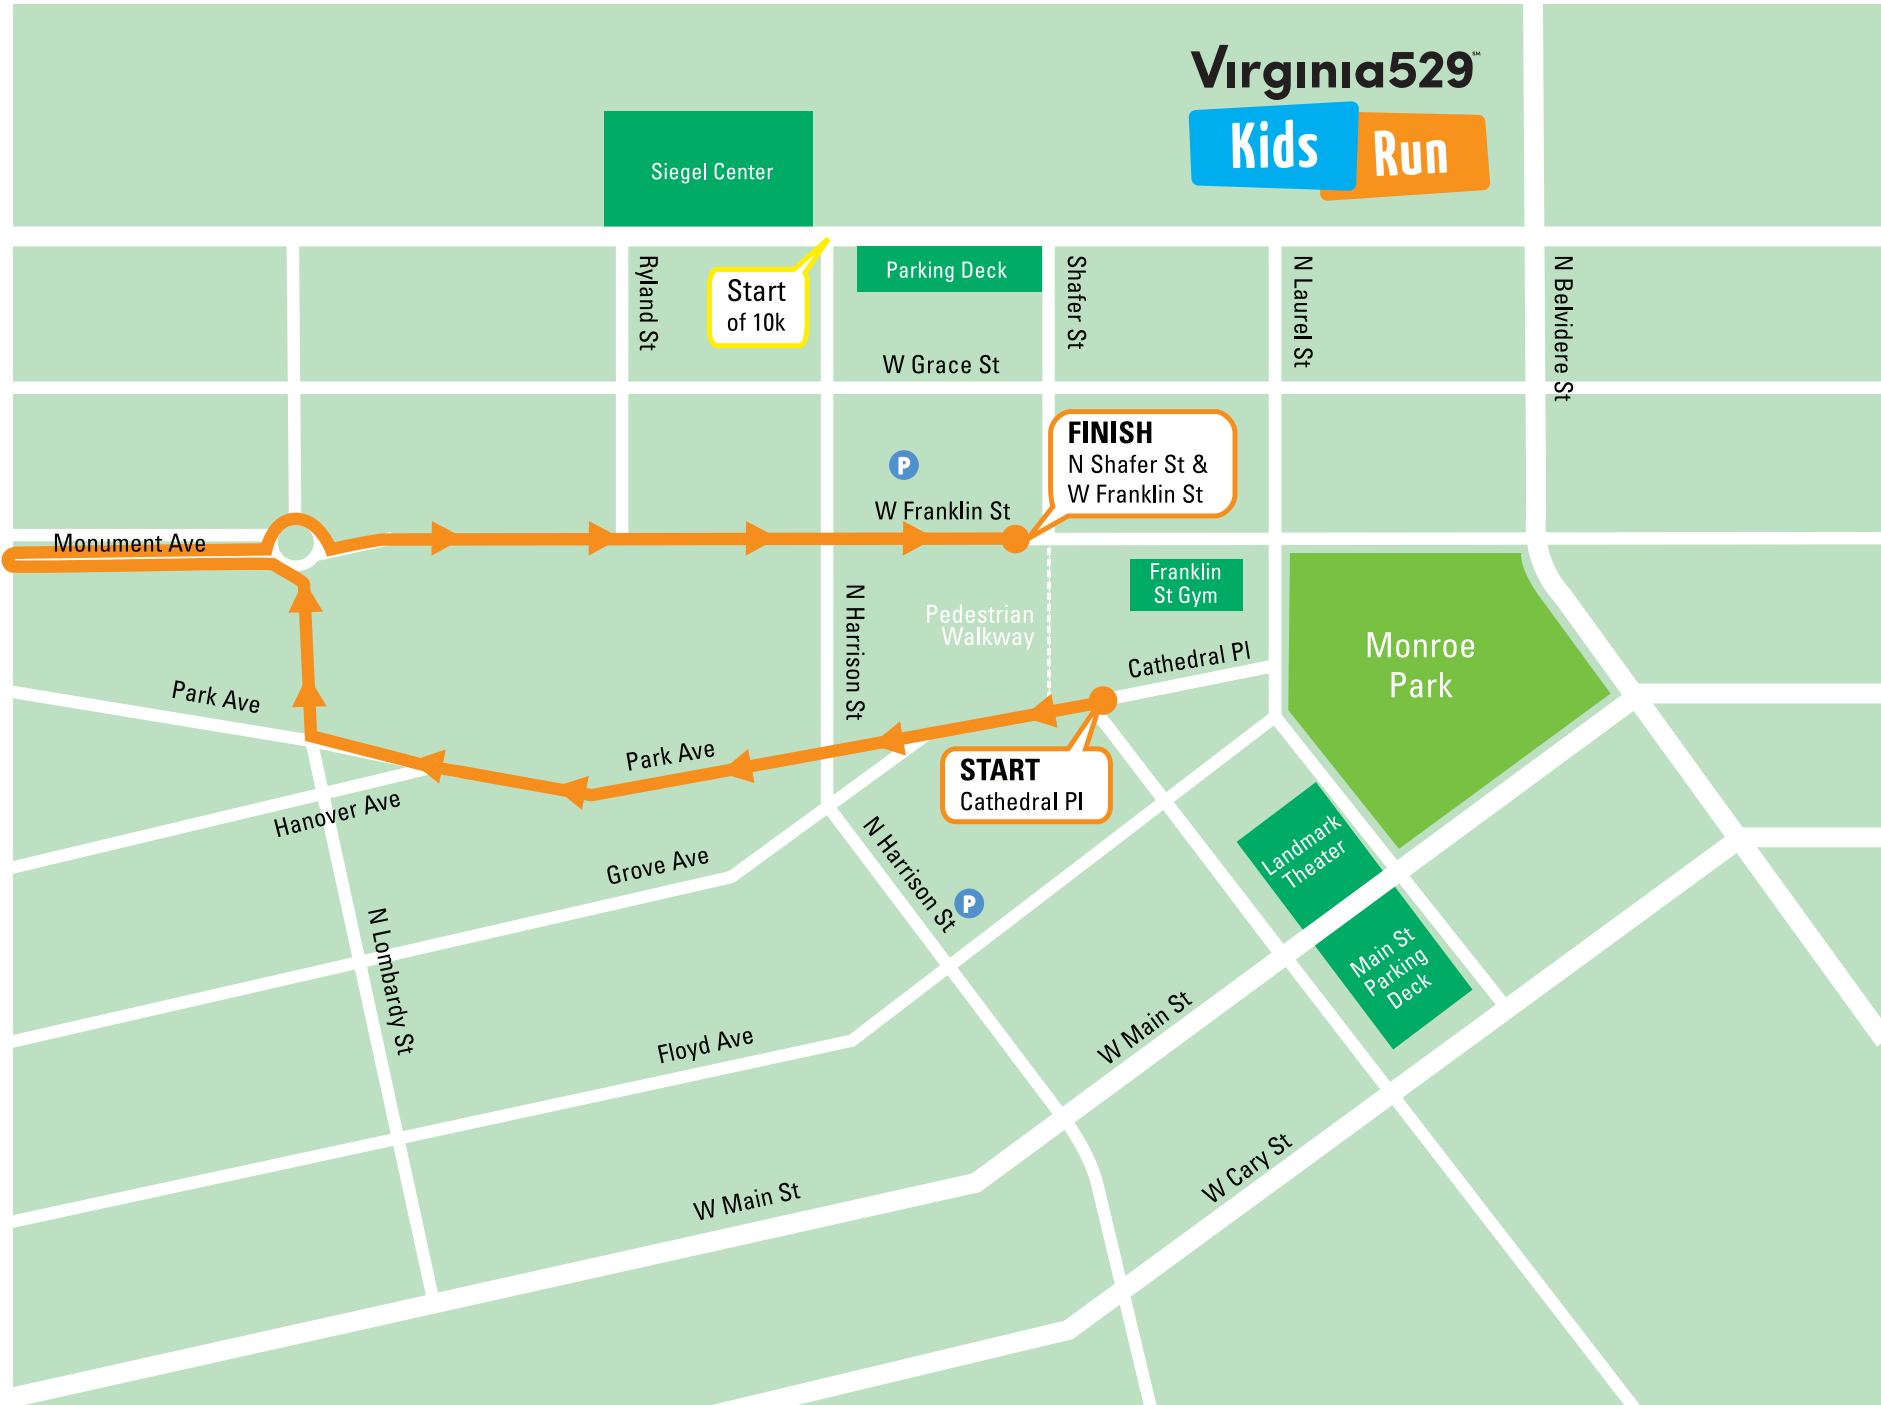 Virginia529℠
Kids Run
Siegel Center
Ryland St
Start
of 10k
Parking Deck
Shafer St
N Laurel St
N Belvidere St
W Grace St
FINISH
N Shafer St &
W Franklin St
P
W Franklin St
Monument Ave
Franklin
St Gym
N Harrison St
Pedestrian
Walkway
Cathedral Pl
Monroe
Park
Park Ave
Park Ave
START
Cathedral Pl
Hanover Ave
Grove Ave
N Harrison St
P
Landmark
Theater
N Lombardy St
Main St
Parking
Deck
Floyd Ave
W Main St
W Main St
W Cary St